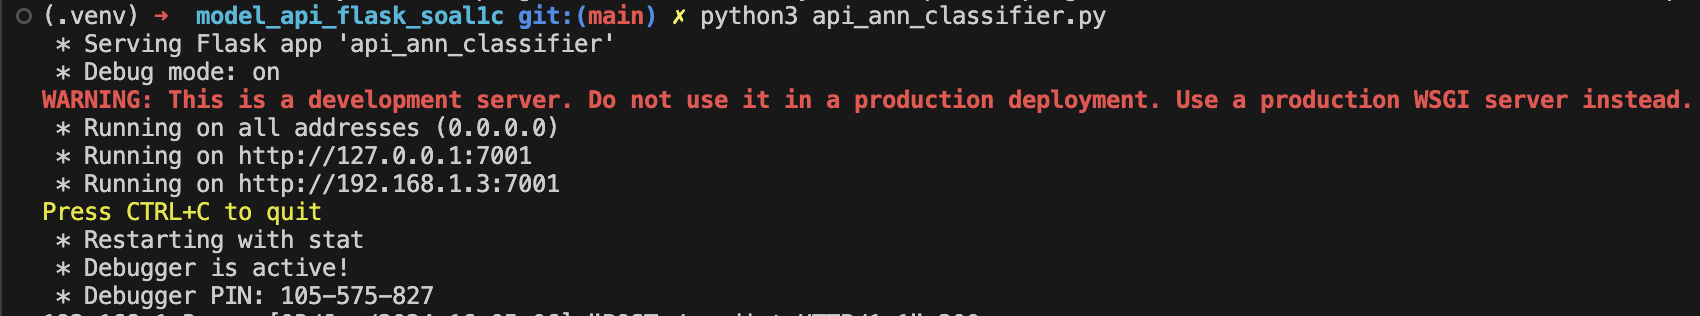 (.venv) ➜ model_api_flask_soal1c git:(main) ✗ python3 api_ann_classifier.py
* Serving Flask app 'api_ann_classifier'
* Debug mode: on
WARNING: This is a development server. Do not use it in a production deployment. Use a production WSGI server instead.
* Running on all addresses (0.0.0.0)
* Running on http://127.0.0.1:7001
* Running on http://192.168.1.3:7001
Press CTRL+C to quit
* Restarting with stat
* Debugger is active!
* Debugger PIN: 105-575-827